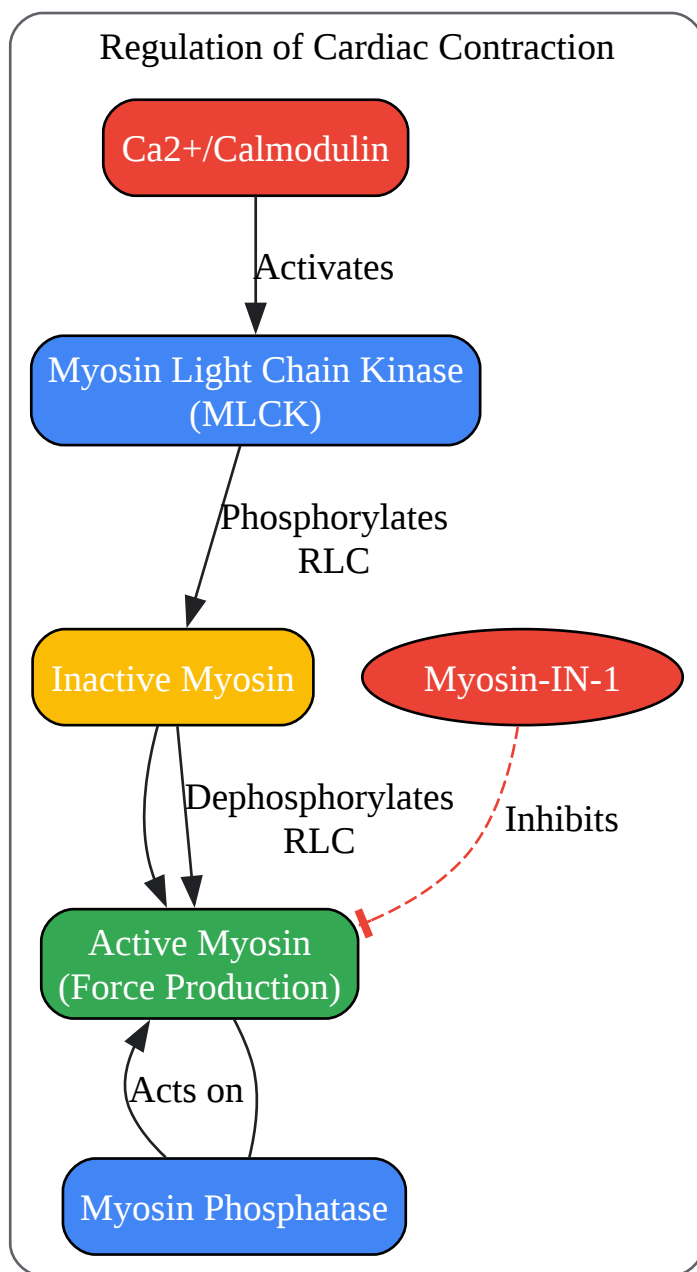 Regulation of Cardiac Contraction
Ca2+/Calmodulin
Activates
Myosin Light Chain Kinase
(MLCK)
Phosphorylates
RLC
Inactive Myosin
Myosin-IN-1
Dephosphorylates
RLC
Inhibits
Active Myosin
(Force Production)
Acts on
Myosin Phosphatase